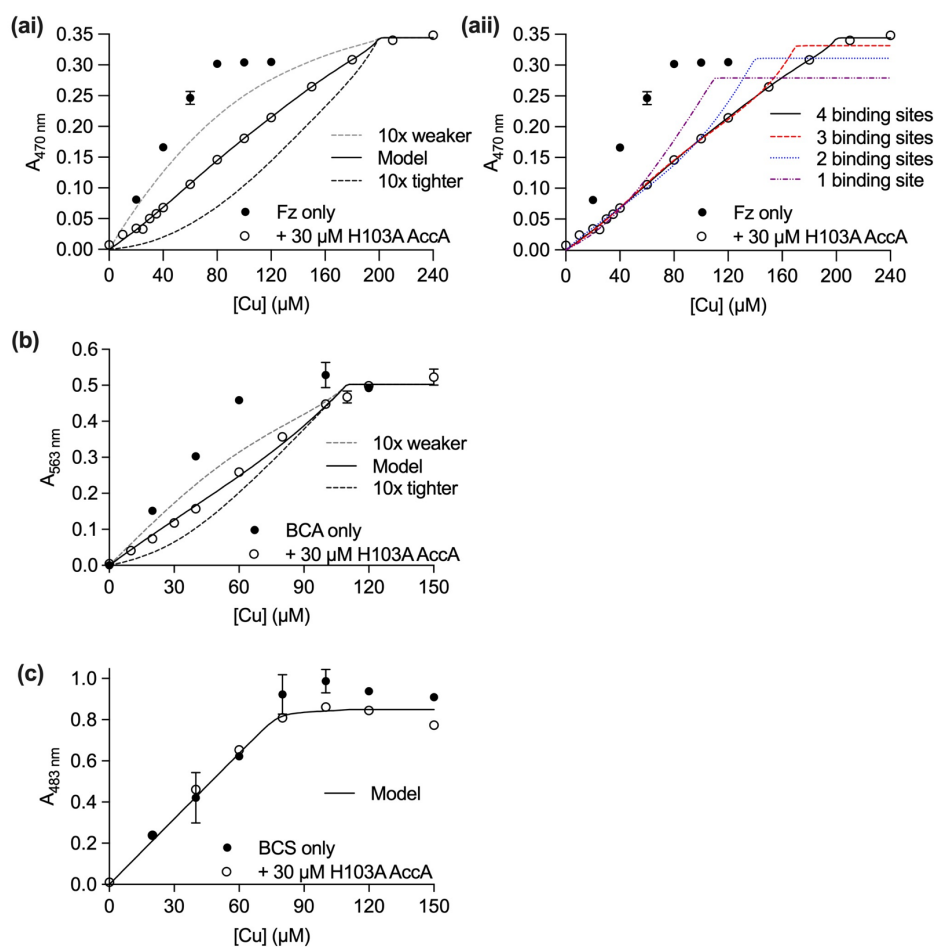 (ai)
0.35
0.30
0.25
0.20
0.15
0.10
0.05
0.00
A470 nm
10x weaker
Model
10x tighter
Fz only
+ 30 µM H103A AccA
0 40 80 120 160 200 240
[Cu] (µM)
(aii)
0.35
0.30
0.25
0.20
0.15
0.10
0.05
0.00
A470 nm
4 binding sites
3 binding sites
2 binding sites
1 binding site
Fz only
+ 30 µM H103A AccA
0 40 80 120 160 200 240
[Cu] (µM)
(b)
0.6
0.5
0.4
0.3
0.2
0.1
0.0
A563 nm
10x weaker
Model
10x tighter
BCA only
+ 30 µM H103A AccA
0 30 60 90 120 150
[Cu] (µM)
(c)
1.0
0.8
0.6
0.4
0.2
0.0
A483 nm
Model
BCS only
+ 30 µM H103A AccA
0 30 60 90 120 150
[Cu] (µM)